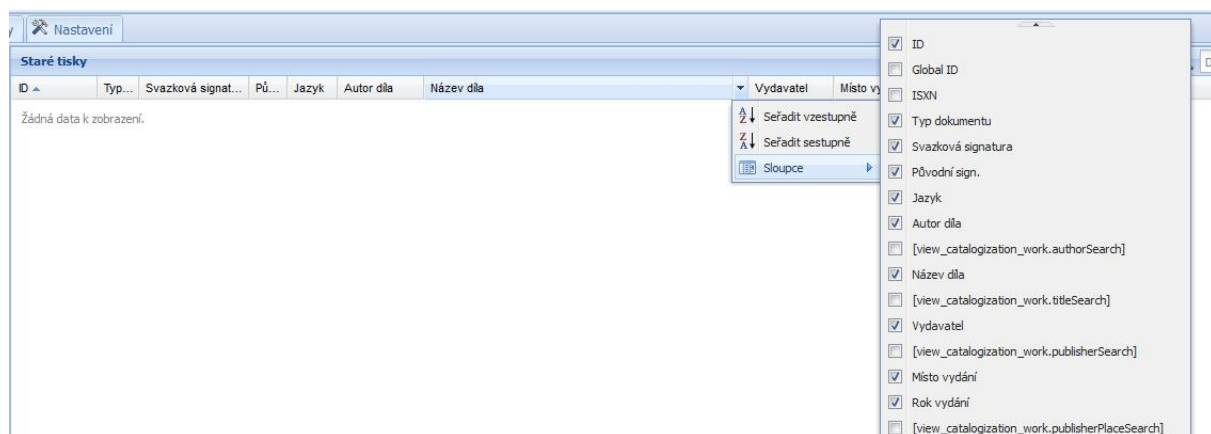 Nastavení
Staré tisky
ID Typ... Svazková signat... Pů... Jazyk Autor díla Název díla Vydavatel Místo vy
Žádná data k zobrazení.
Seřadit vzestupně
Seřadit sestupně
Sloupce
ID
Global ID
ISXN
Typ dokumentu
Svazková signatura
Původní sign.
Jazyk
Autor díla
[view_catalogization_work.authorSearch]
Název díla
[view_catalogization_work.titleSearch]
Vydavatel
[view_catalogization_work.publisherSearch]
Místo vydání
Rok vydání
[view_catalogization_work.publisherPlaceSearch]